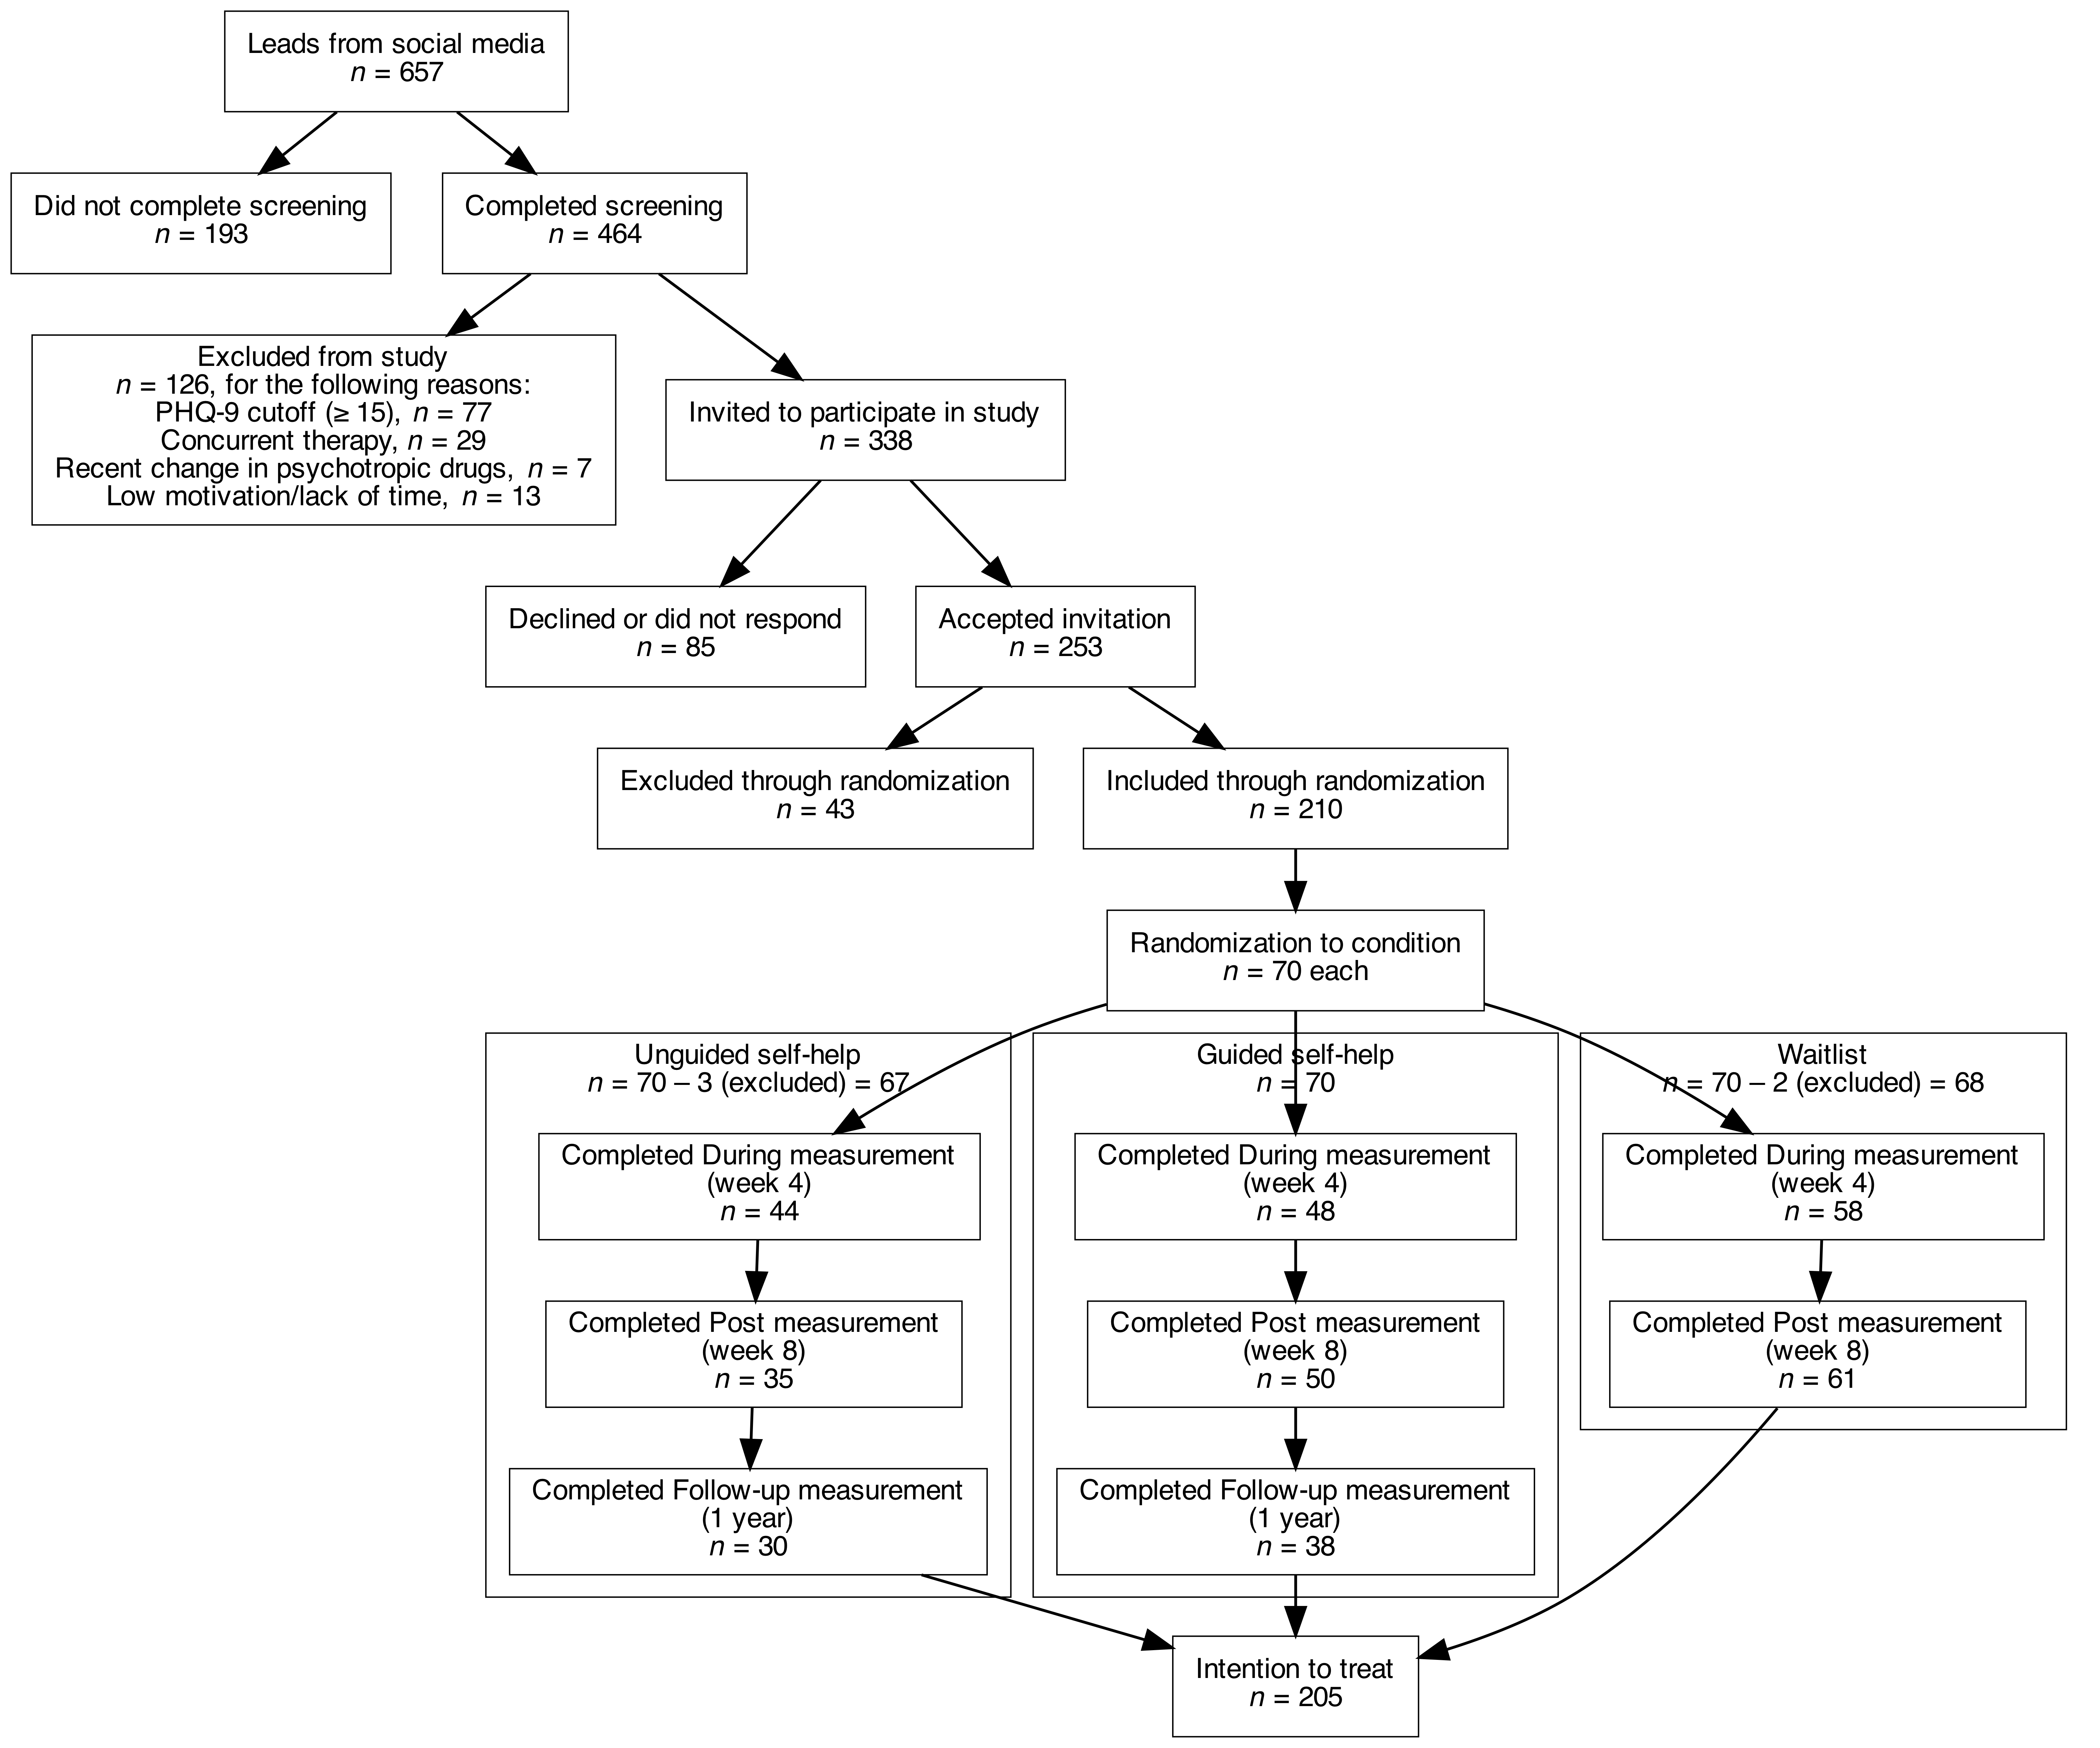 Leads from social media
n = 657
Did not complete screening
n = 193
Completed screening
n = 464
Excluded from study
n = 126, for the following reasons:
PHQ-9 cutoff (≥ 15), n = 77
Concurrent therapy, n = 29
Recent change in psychotropic drugs, n = 7
Low motivation/lack of time, n = 13
Invited to participate in study
n = 338
Declined or did not respond
n = 85
Accepted invitation
n = 253
Excluded through randomization
n = 43
Included through randomization
n = 210
Randomization to condition
n = 70 each
Unguided self-help
n = 70 – 3 (excluded) = 67
Completed During measurement
(week 4)
n = 44
Completed Post measurement
(week 8)
n = 35
Completed Follow-up measurement
(1 year)
n = 30
Guided self-help
n = 70
Completed During measurement
(week 4)
n = 48
Completed Post measurement
(week 8)
n = 50
Completed Follow-up measurement
(1 year)
n = 38
Waitlist
n = 70 – 2 (excluded) = 68
Completed During measurement
(week 4)
n = 58
Completed Post measurement
(week 8)
n = 61
Intention to treat
n = 205